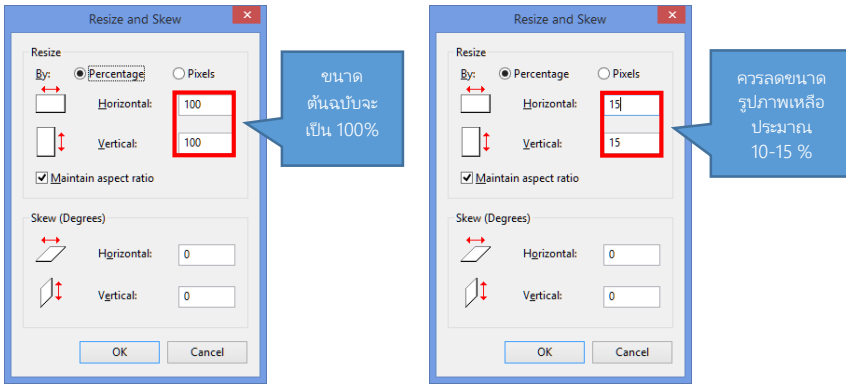 Resize and Skew
Resize
By: Percentage Pixels
Horizontal: 100
Vertical: 100
Maintain aspect ratio
Skew (Degrees)
Horizontal: 0
Vertical: 0
OK Cancel
ขนาด
ต้นฉบับจะ
เป็น 100%
Resize and Skew
Resize
By: Percentage Pixels
Horizontal: 15
Vertical: 15
Maintain aspect ratio
Skew (Degrees)
Horizontal: 0
Vertical: 0
OK Cancel
ควรลดขนาด
รูปภาพเหลือ
ประมาณ
10-15 %